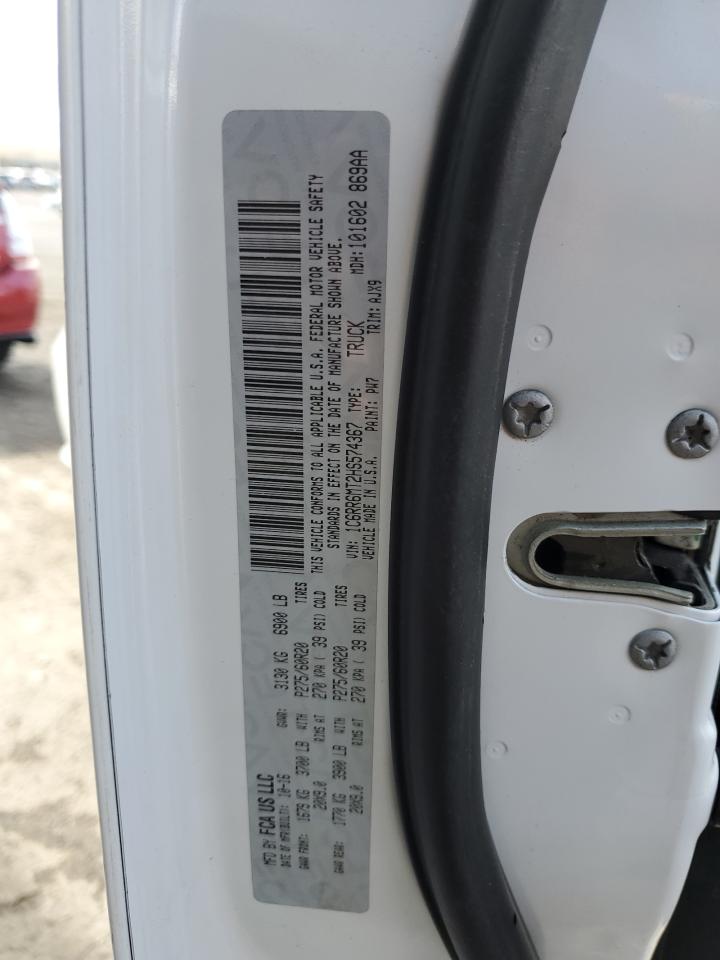 MFD BY FCA US LLC
DATE OF MFR(BUILT): 10-16 GVWR: 3130 KG 6900 LB
GAWR FRONT: 1679 KG 3700 LB WITH P275/60R20 TIRES
20X9.0 RIMS AT 270 KPA ( 39 PSI) COLD
GAWR REAR: 1770 KG 3900 LB WITH P275/60R20 TIRES
20X9.0 RIMS AT 270 KPA ( 39 PSI) COLD
THIS VEHICLE CONFORMS TO ALL APPLICABLE U.S.A. FEDERAL MOTOR VEHICLE SAFETY
STANDARDS IN EFFECT ON THE DATE OF MANUFACTURE SHOWN ABOVE.
VIN: 1C6RR6MT2HS574367 TYPE: TRUCK MDH: 101602 869AA
VEHICLE MADE IN U.S.A. PAINT: PW7 TRIM: AJX9